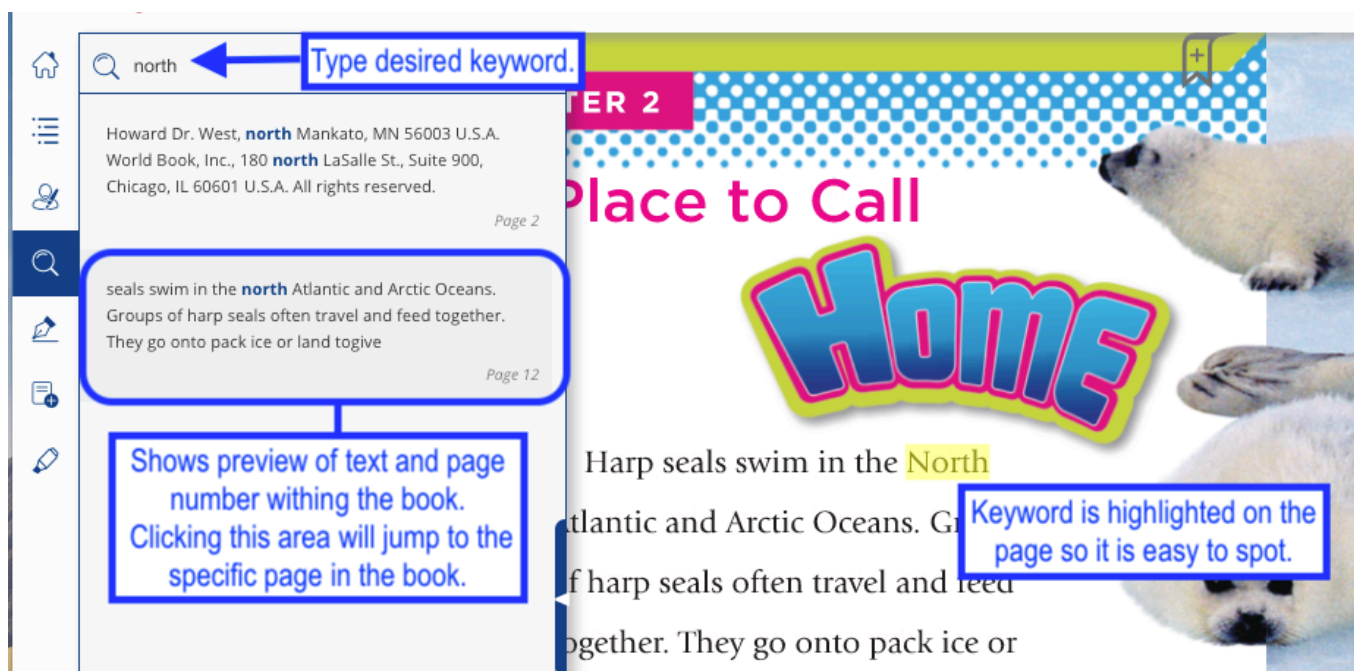 north
Type desired keyword.
Howard Dr. West, north Mankato, MN 56003 U.S.A.
World Book, Inc., 180 north LaSalle St., Suite 900,
Chicago, IL 60601 U.S.A. All rights reserved.
Page 2
seals swim in the north Atlantic and Arctic Oceans.
Groups of harp seals often travel and feed together.
They go onto pack ice or land togive
Page 12
Shows preview of text and page
number withing the book.
Clicking this area will jump to the
specific page in the book.
TER 2
Place to Call
HOME
Harp seals swim in the North
tlantic and Arctic Oceans. G
f harp seals often travel and feed
ogether. They go onto pack ice or
Keyword is highlighted on the
page so it is easy to spot.